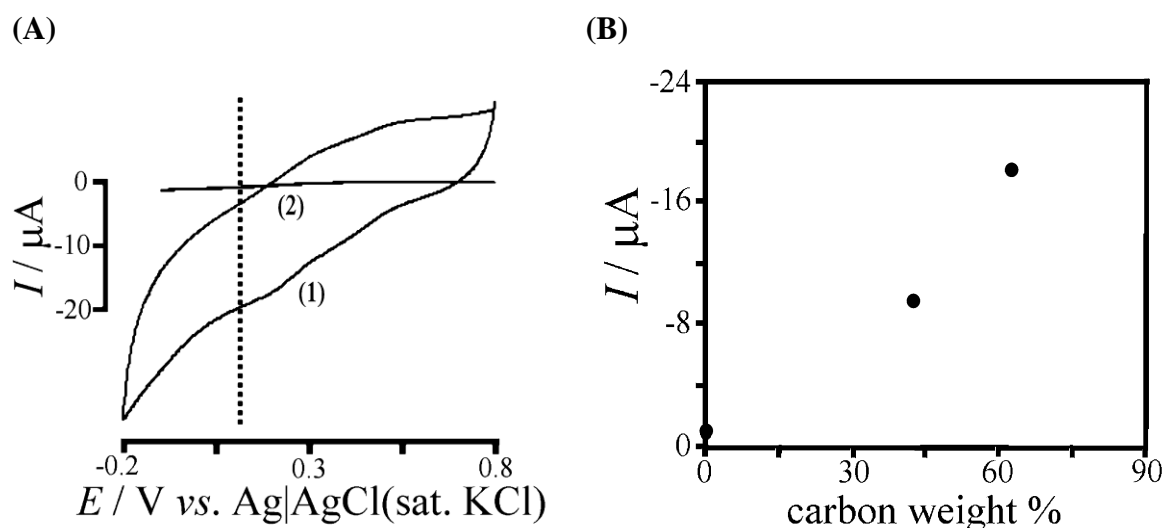 (A)
0
-10
-20
I / µA
(2)
(1)
-0.2 0.3 0.8
E / V vs. Ag|AgCl(sat. KCl)
(B)
-24
-16
-8
0
I / µA
0 30 60 90
carbon weight %